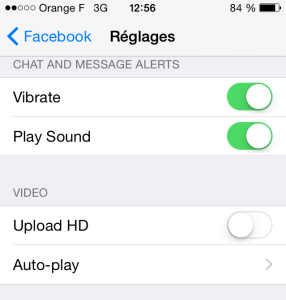 Orange F 3G 12:56 84 %
Facebook Réglages
CHAT AND MESSAGE ALERTS
Vibrate
Play Sound
VIDEO
Upload HD
Auto-play